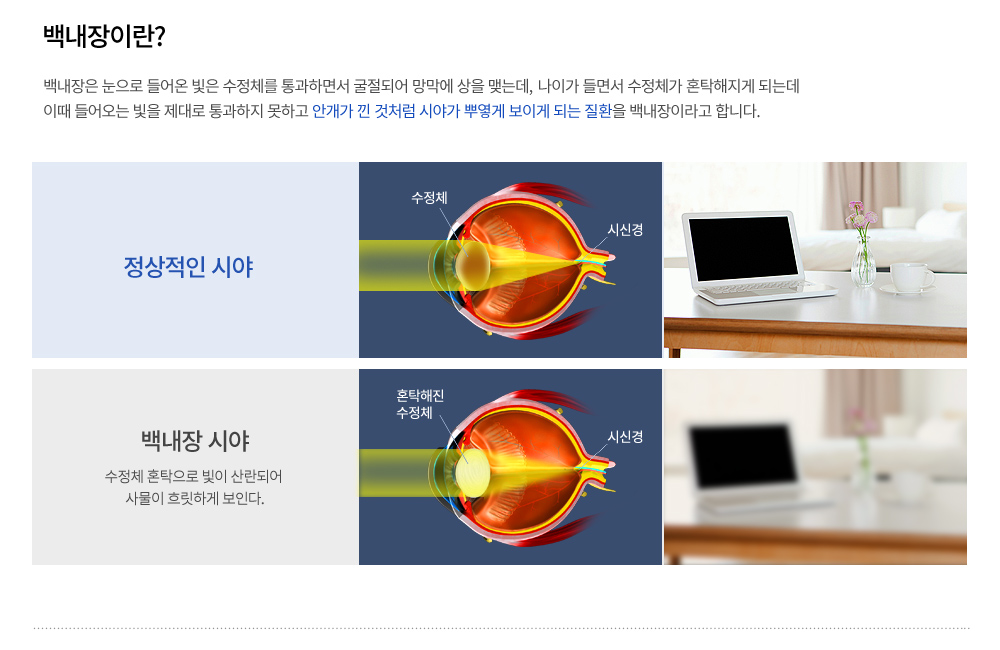 백내장이란?
백내장은 눈으로 들어온 빛은 수정체를 통과하면서 굴절되어 망막에 상을 맺는데, 나이가 들면서 수정체가 혼탁해지게 되는데
이때 들어오는 빛을 제대로 통과하지 못하고 안개가 낀 것처럼 시야가 뿌옇게 보이게 되는 질환을 백내장이라고 합니다.
정상적인 시야
수정체
시신경
백내장 시야
수정체 혼탁으로 빛이 산란되어
사물이 흐릿하게 보인다.
혼탁해진
수정체
시신경